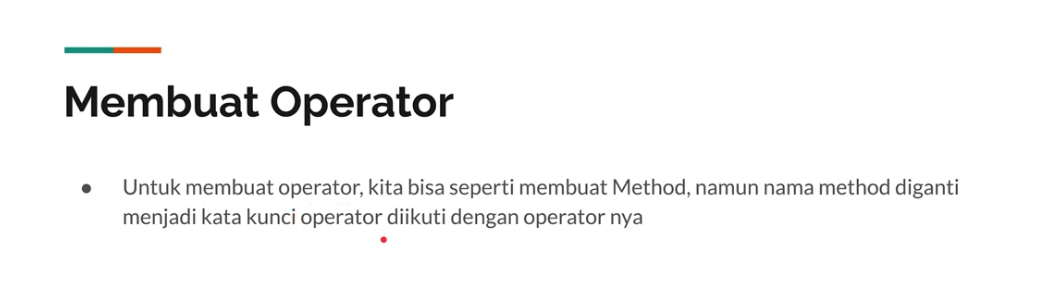 Membuat Operator
● Untuk membuat operator, kita bisa seperti membuat Method, namun nama method diganti
menjadi kata kunci operator diikuti dengan operator nya